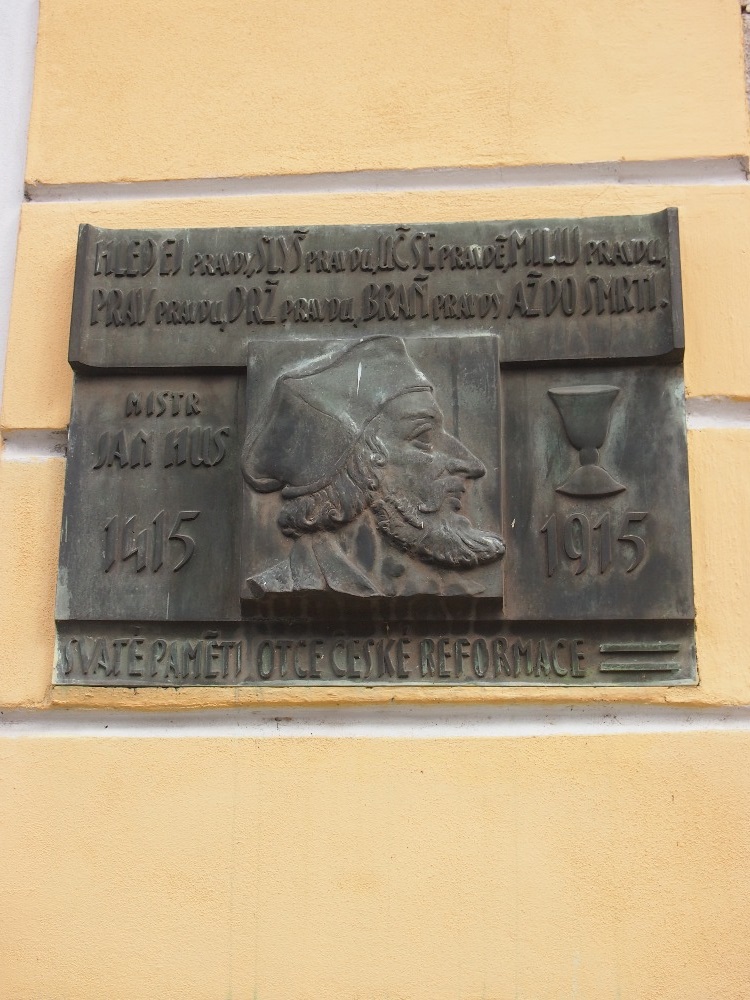 HLEDEJ PRAVDU, SLYŠ PRAVDU, UČ SE PRAVDĚ, MILUJ PRAVDU,
PRAV PRAVDU, DRŽ PRAVDU, BRAŇ PRAVDY AŽ DO SMRTI.
MISTR
JAN HUS
1415
1915
SVATÉ PAMĚTI OTCE ČESKÉ REFORMACE